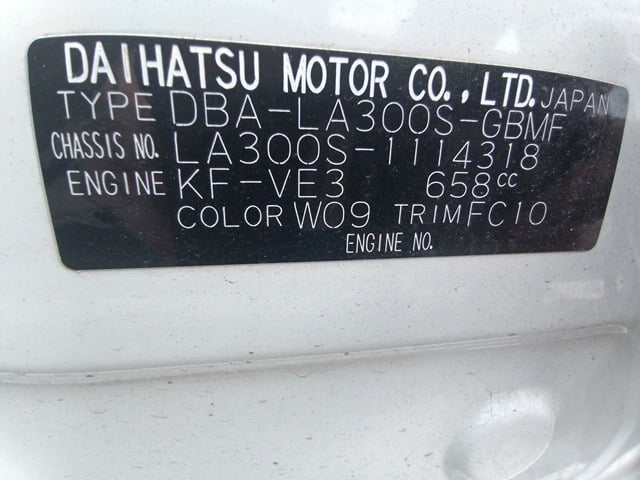 DAIHATSU MOTOR CO., LTD. JAPAN
TYPE DBA-LA300S-GBMF
CHASSIS NO. LA300S-1114318
ENGINE KF-VE3 658cc
COLOR W09 TRIM FC10
ENGINE NO.